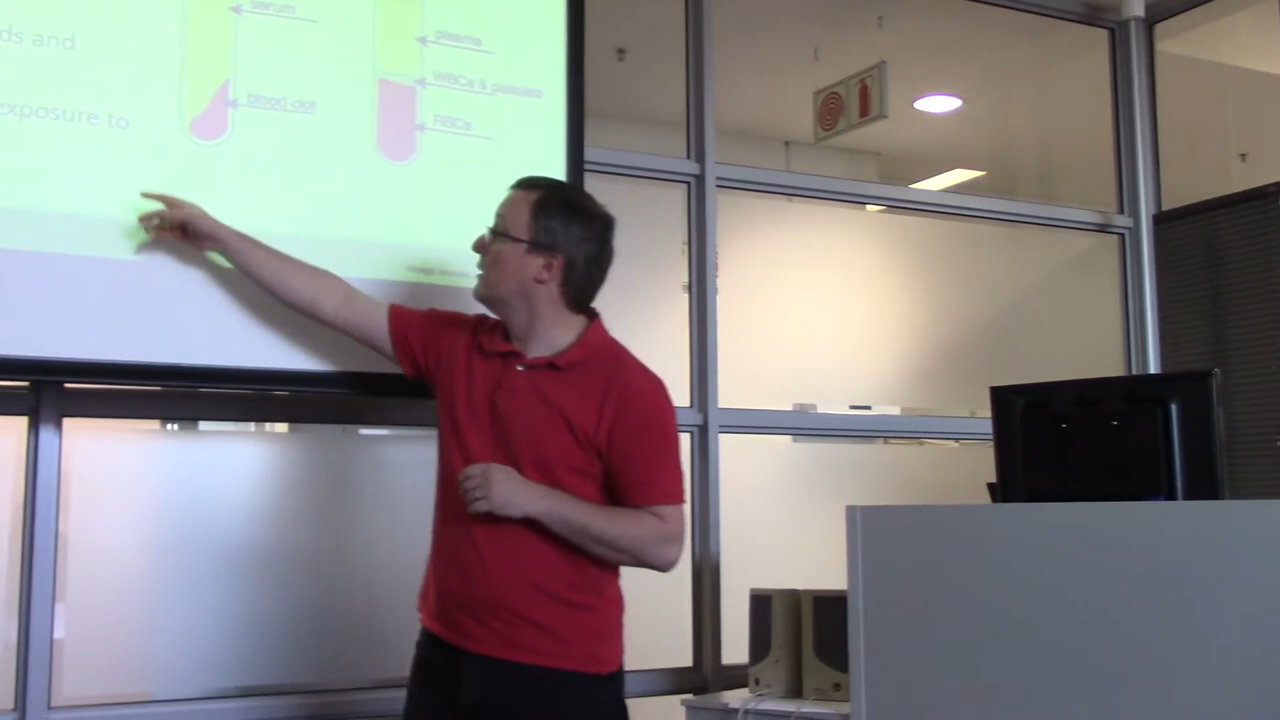 ds and
exposure to
serum
blood clot
plasma
WBCs & platelets
RBCs